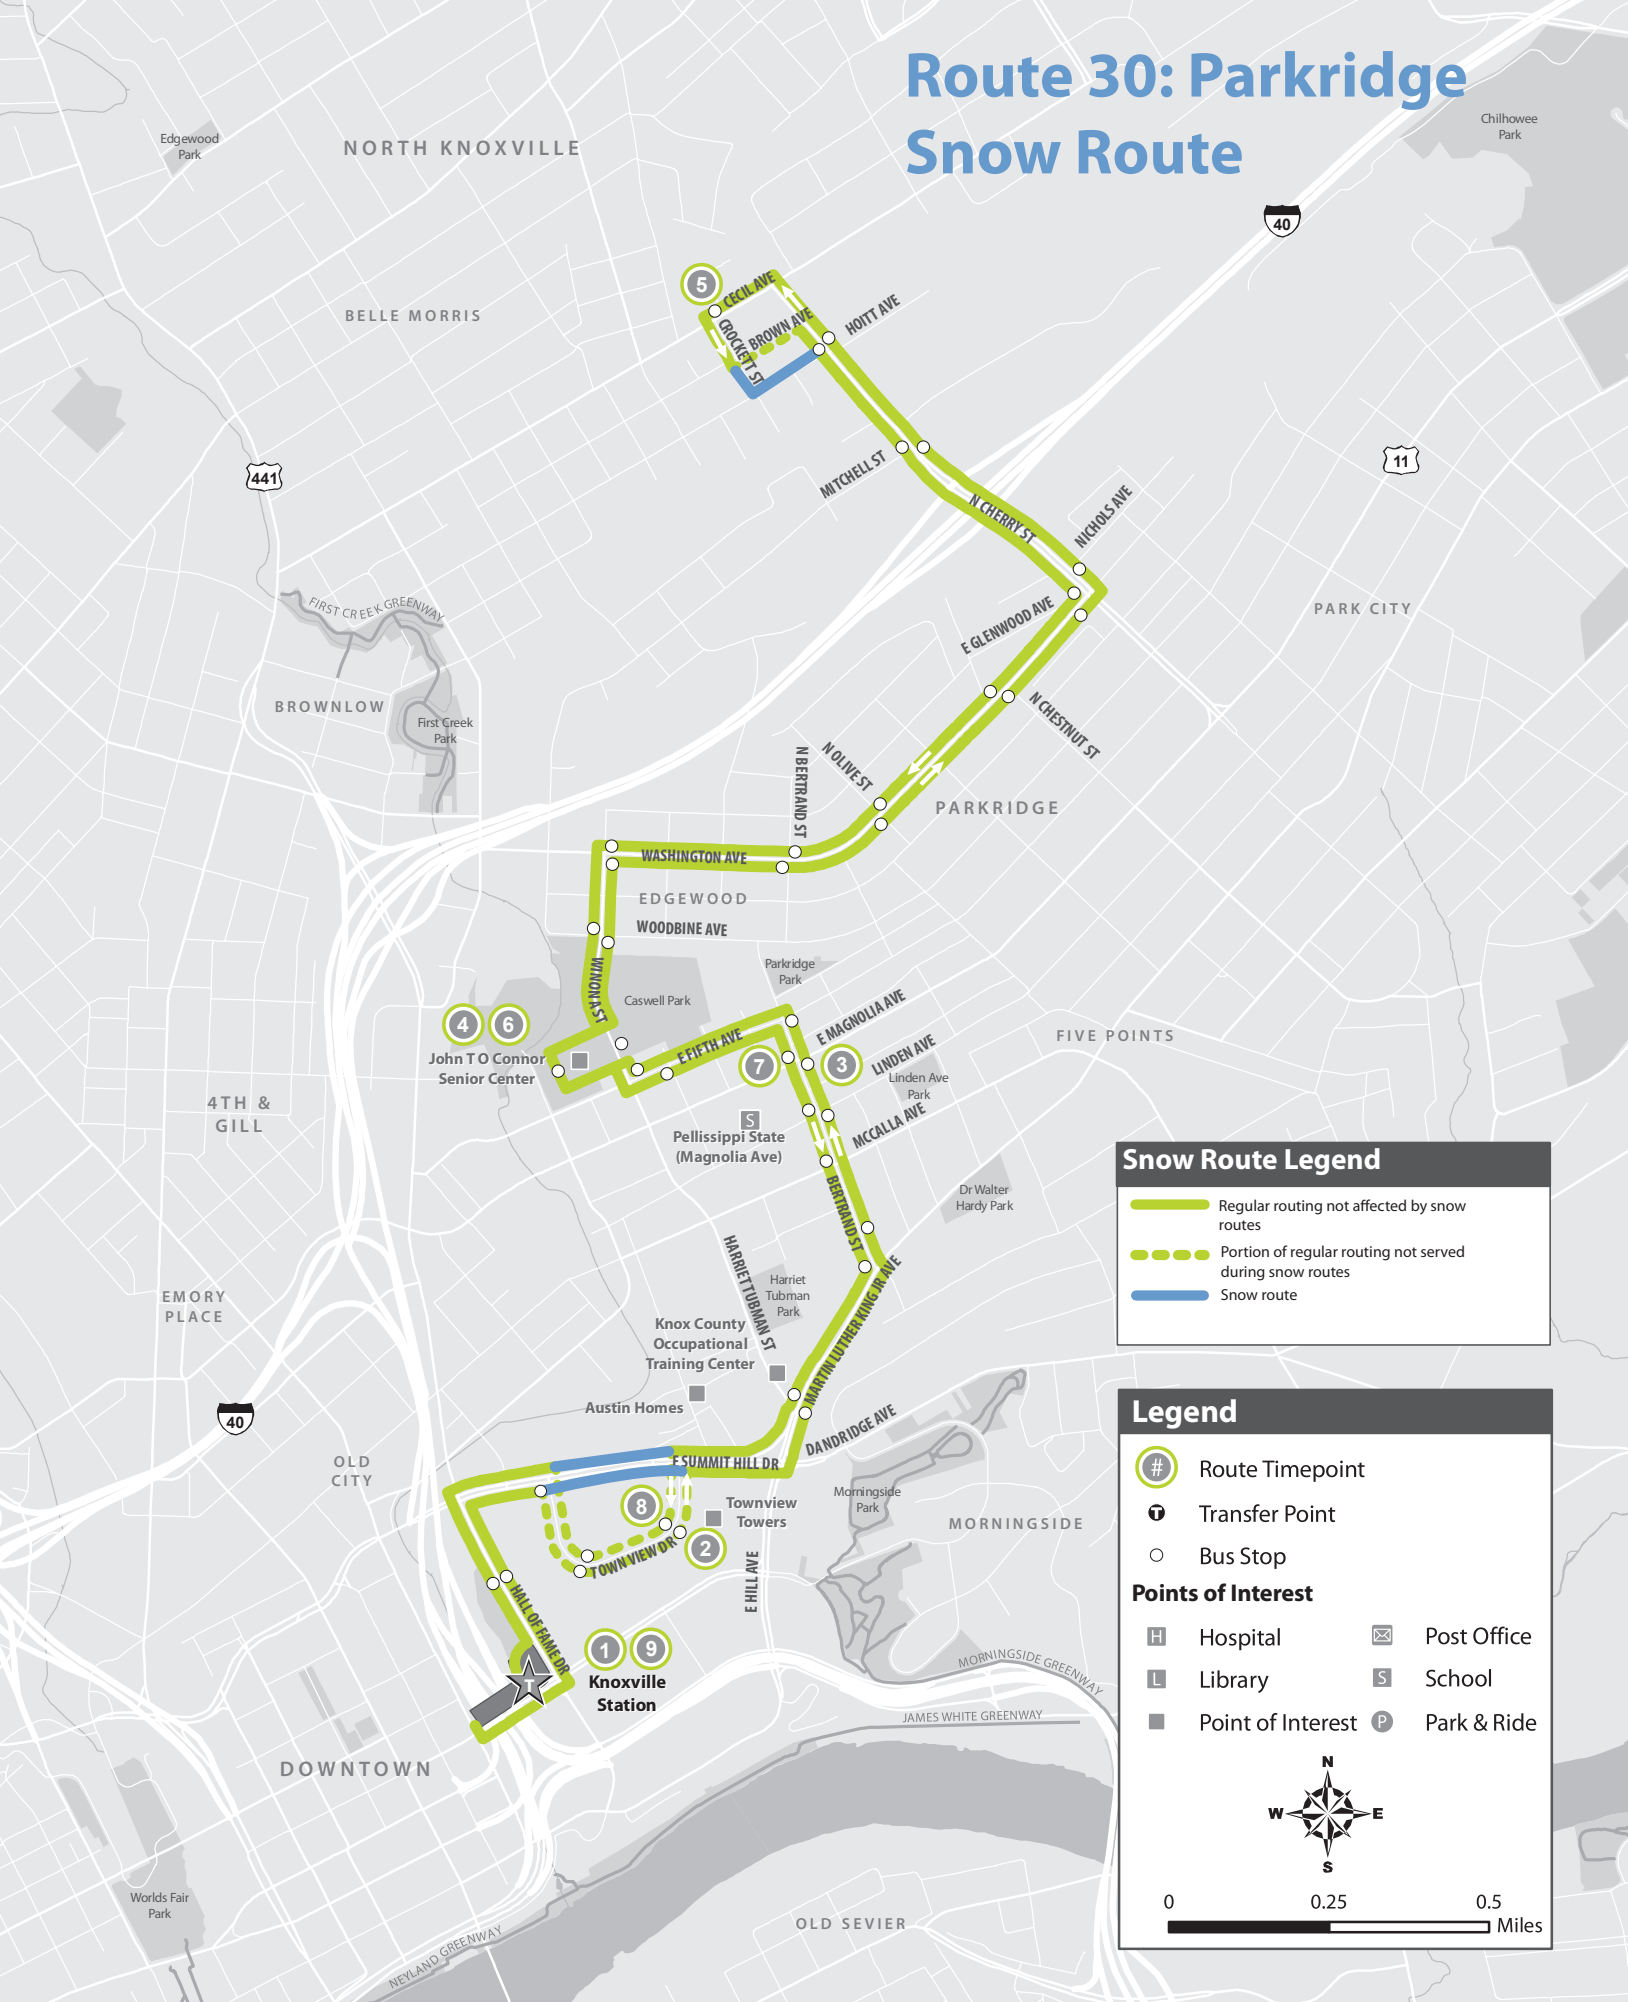 Route 30: Parkridge
Snow Route
Chilhowee
Park
Edgewood
Park
NORTH KNOXVILLE
40
5
CECIL AVE
BROWN AVE
HOITT AVE
CROCKETT ST
BELLE MORRIS
MITCHELL ST
441
11
N CHERRY ST
NICHOLS AVE
E GLENWOOD AVE
PARK CITY
FIRST CREEK GREENWAY
BROWNLOW
First Creek
Park
N CHESTNUT ST
N OLIVE ST
N BERTRAND ST
PARKRIDGE
WASHINGTON AVE
EDGEWOOD
WOODBINE AVE
WINONA ST
Parkridge
Park
Caswell Park
4
6
John T O Connor
Senior Center
E FIFTH AVE
E MAGNOLIA AVE
FIVE POINTS
7
3
LINDEN AVE
Linden Ave
Park
MCCALLA AVE
4TH &
GILL
S
Pellissippi State
(Magnolia Ave)
BERTRAND ST
Dr Walter
Hardy Park
Snow Route Legend
Regular routing not affected by snow
routes
Portion of regular routing not served
during snow routes
Snow route
HARRIET TUBMAN ST
Harriet
Tubman
Park
MARTIN LUTHER KING JR AVE
EMORY
PLACE
Knox County
Occupational
Training Center
Austin Homes
40
DANDRIDGE AVE
OLD
CITY
E SUMMIT HILL DR
8
Townview
Towers
2
TOWN VIEW DR
Morningside
Park
MORNINGSIDE
E HILL AVE
HALL OF FAME DR
1
9
Knoxville
Station
T
MORNINGSIDE GREENWAY
JAMES WHITE GREENWAY
DOWNTOWN
Worlds Fair
Park
NEYLAND GREENWAY
OLD SEVIER
Legend
# Route Timepoint
T Transfer Point
Bus Stop
Points of Interest
H Hospital
Post Office
L Library
S School
Point of Interest
P Park & Ride
N
W E
S
0 0.25 0.5
Miles